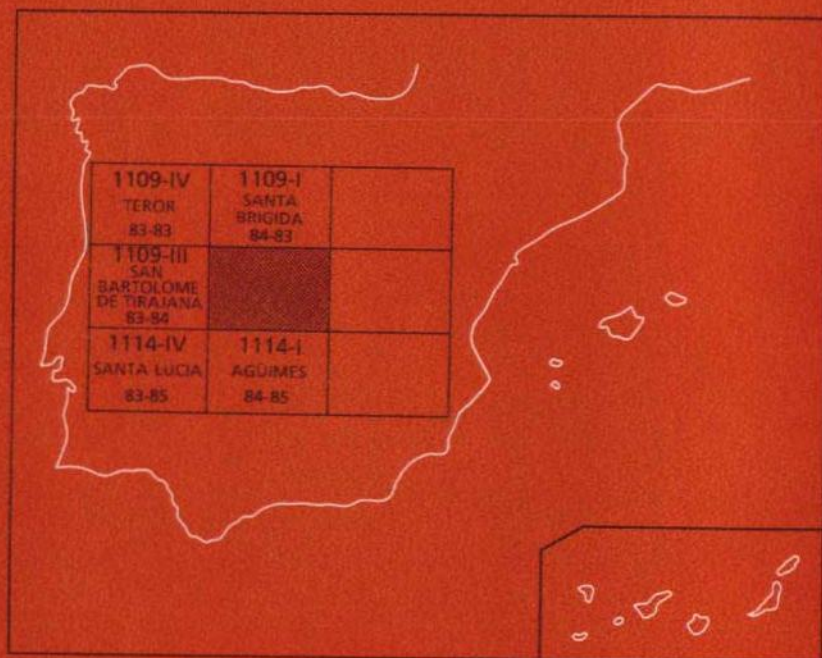 1109-IV
TEROR
83-83
1109-I
SANTA
BRIGIDA
84-83
1109-III
SAN
BARTOLOME
DE TIRAJANA
83-84
1114-IV
SANTA LUCIA
83-85
1114-I
AGÜIMES
84-85